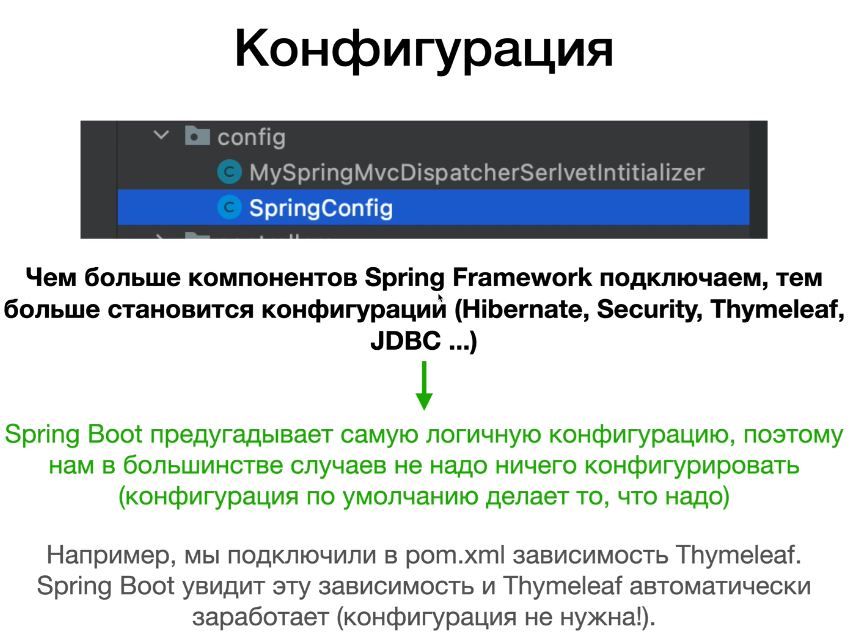 Конфигурация
config
MySpringMvcDispatcherSerlvetIntitializer
SpringConfig
Чем больше компонентов Spring Framework подключаем, тем
больше становится конфигурации (Hibernate, Security, Thymeleaf,
JDBC ...)
Spring Boot предугадывает самую логичную конфигурацию, поэтому
нам в большинстве случаев не надо ничего конфигурировать
(конфигурация по умолчанию делает то, что надо)
Например, мы подключили в pom.xml зависимость Thymeleaf.
Spring Boot увидит эту зависимость и Thymeleaf автоматически
заработает (конфигурация не нужна!).